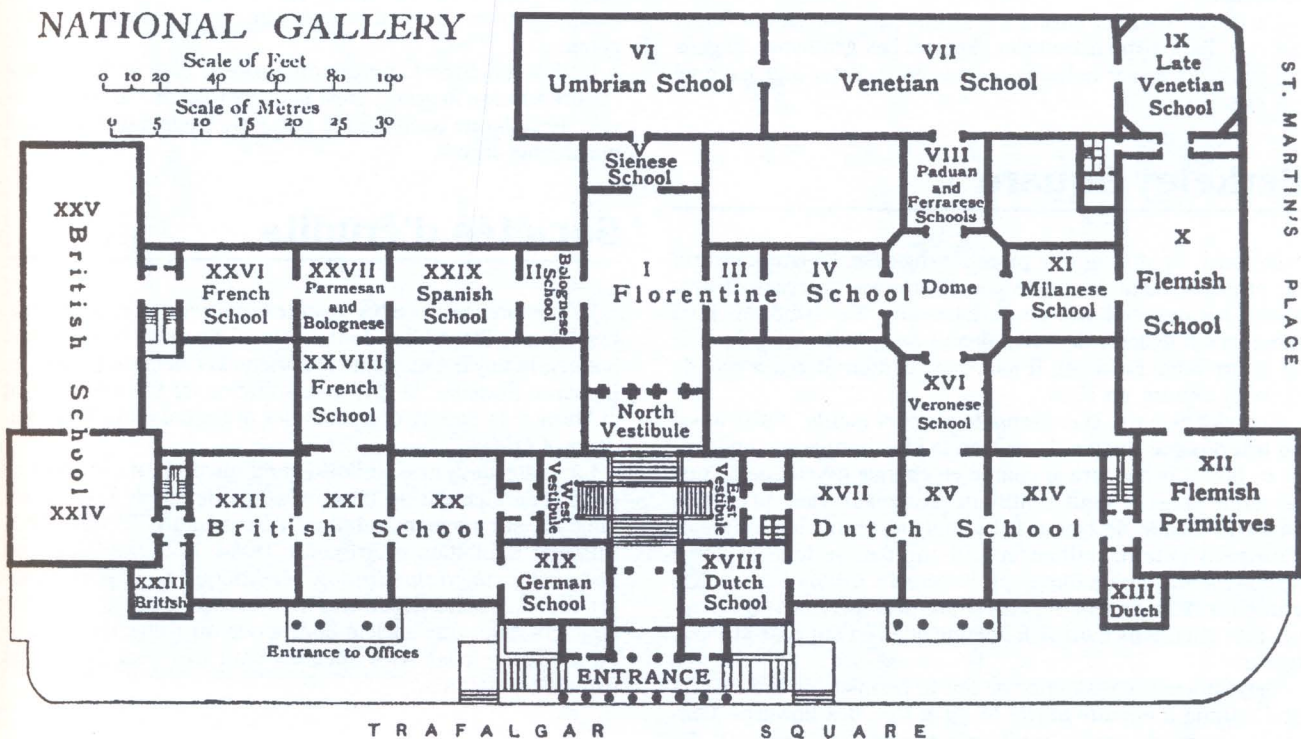 NATIONAL GALLERY
Scale of Feet
0 10 20 40 60 80 100
Scale of Mètres
0 5 10 15 20 25 30
VI
Umbrian School
VII
Venetian School
IX
Late
Venetian
School
ST. MARTIN'S PLACE
V
Sienese
School
VIII
Paduan
and
Ferrarese
Schools
XXV
British School
XXIV
XXVI
French
School
XXVII
Parmesan
and
Bolognese
XXIX
Spanish
School
II
Bolognese
School
I
III
IV
Florentine School
Dome
XI
Milanese
School
X
Flemish
School
XXVIII
French
School
North
Vestibule
XVI
Veronese
School
XXII
XXI
XX
British School
West
Vestibule
East
Vestibule
XVII
XV
XIV
Dutch School
XII
Flemish
Primitives
XXIII
British
XIX
German
School
XVIII
Dutch
School
XIII
Dutch
Entrance to Offices
ENTRANCE
TRAFALGAR SQUARE